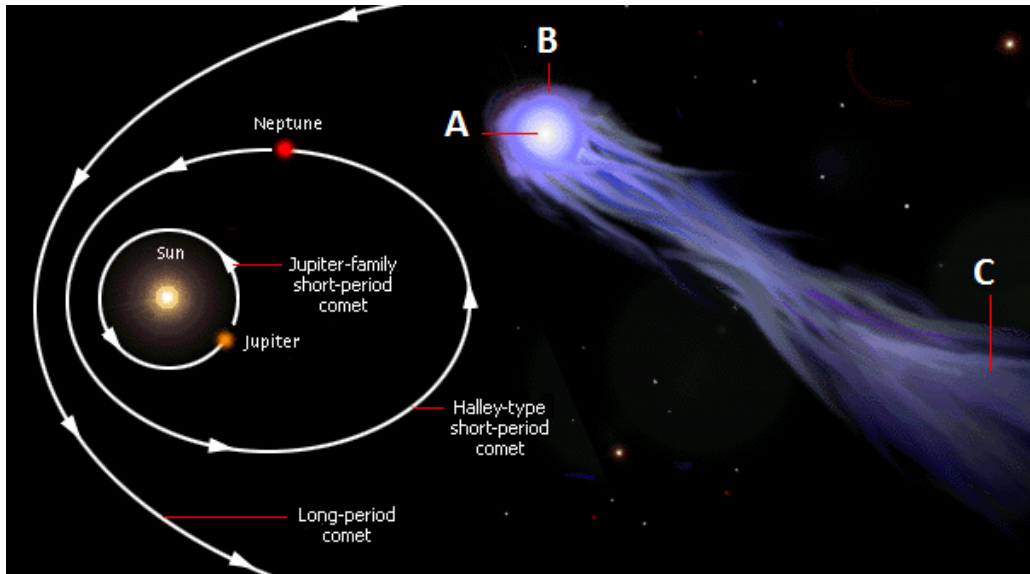 B
A
Neptune
Sun
Jupiter-family
short-period
comet
C
Jupiter
Halley-type
short-period
comet
Long-period
comet